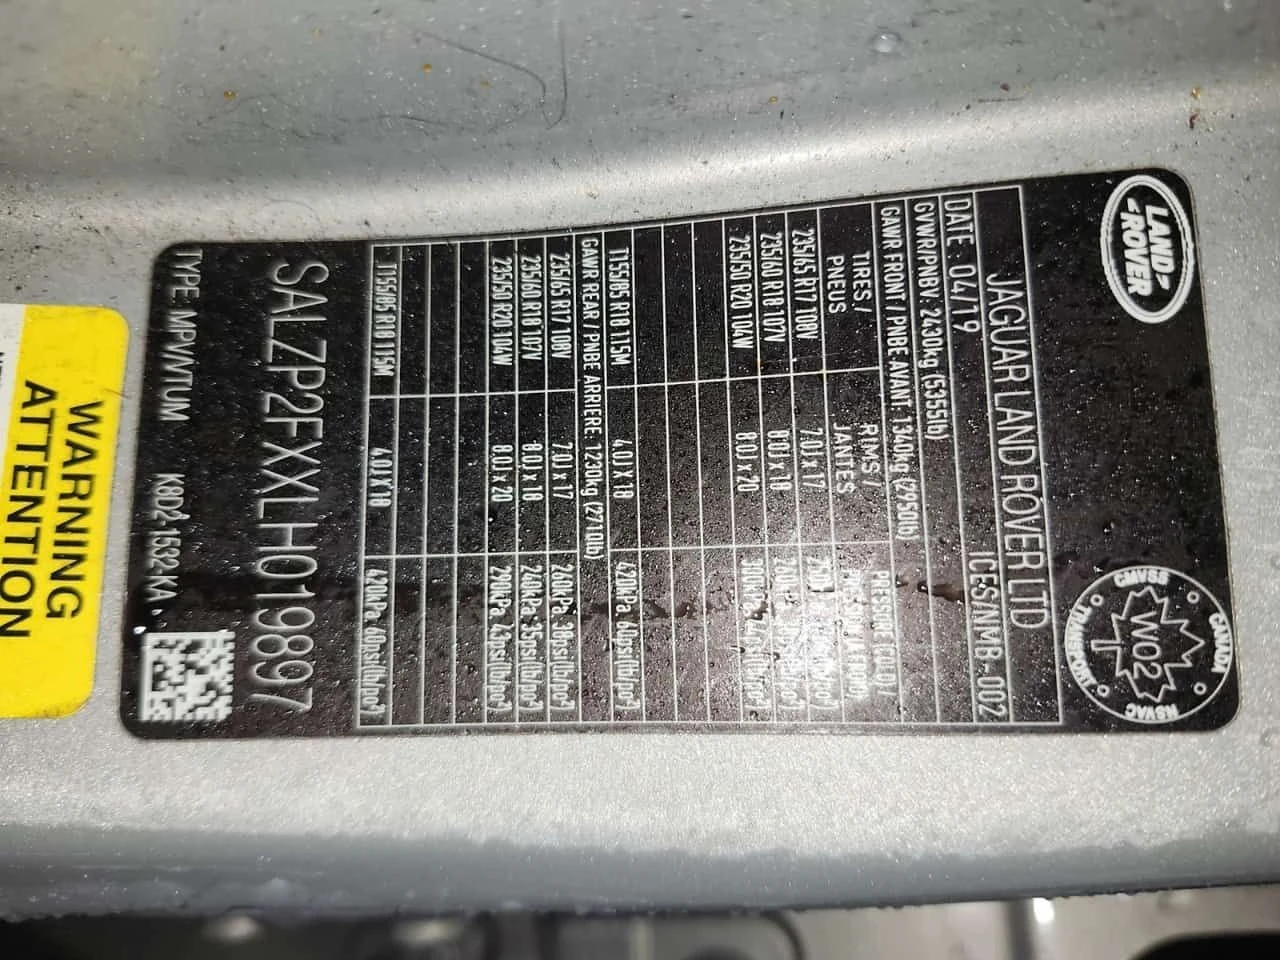 LAND-
-ROVER
CMVSS
CANADA
NSVAC
TRANSPORT
W02
JAGUAR LAND ROVER LTD
DATE 04/19
ICES/NMB-002
GVWR/PNBV: 2430kg (5355lb)
GAWR FRONT / PNBE AVANT: 1340kg (2950lb)
TIRES / RIMS / PRESSURE (COLD) /
PNEUS JANTES
235/65 R17 108V 7.0J x 17
235/60 R18 107V 8.0J x 18
235/50 R20 104W 8.0J x 20
T155/85 R18 115M 4.0J X 18 420kPa 60psi(lb/po²)
GAWR REAR / PNBE ARRIERE: 1230kg (2710lb)
235/65 R17 108V 7.0J x 17 260kPa 38psi(lb/po²)
235/60 R18 107V 8.0J x 18 240kPa 35psi(lb/po²)
235/50 R20 104W 8.0J x 20 290kPa 42psi(lb/po²)
T155/85 R18 115M 4.0J X 18 420kPa 60psi(lb/po²)
SALZP2FXXLH019897
TYPE: MPV/VTUM K8D2-1532-KA
WARNING
ATTENTION